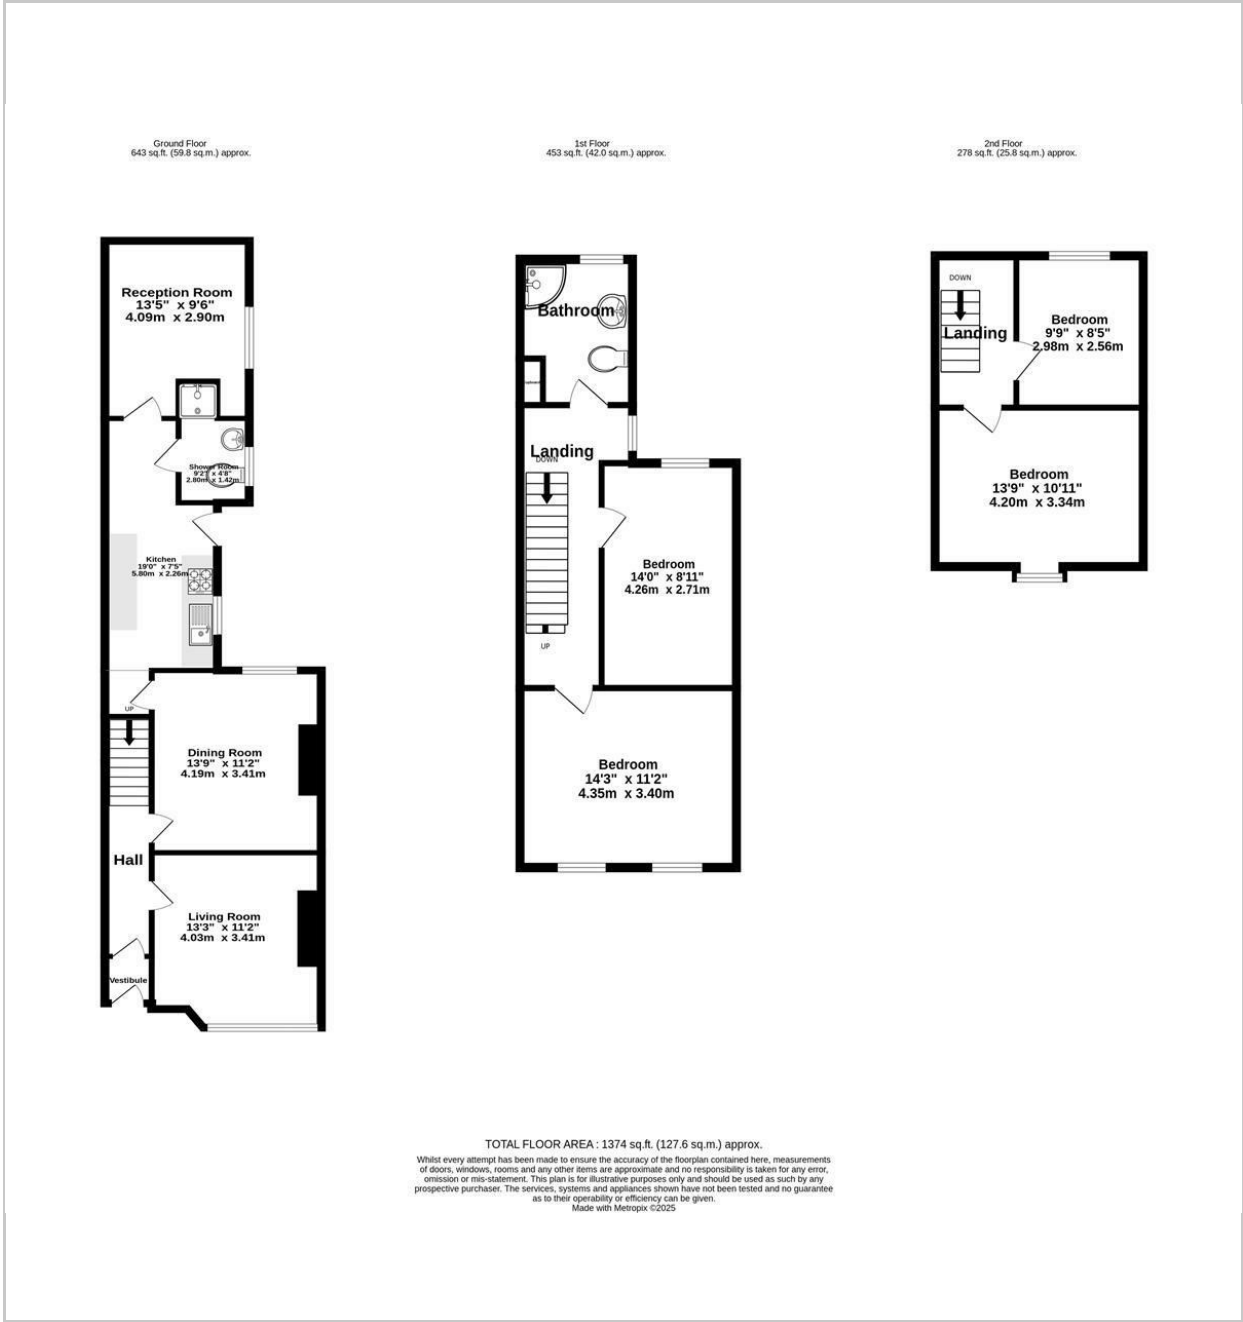 Ground Floor
643 sq.ft. (59.8 sq.m.) approx.
Reception Room
13'5" x 9'6"
4.09m x 2.90m
Shower Room
9'2" x 4'8"
2.80m x 1.42m
Kitchen
19'0" x 7'5"
5.80m x 2.26m
UP
Dining Room
13'9" x 11'2"
4.19m x 3.41m
Hall
Living Room
13'3" x 11'2"
4.03m x 3.41m
Vestibule
1st Floor
453 sq.ft. (42.0 sq.m.) approx.
Bathroom
Landing
DOWN
Bedroom
14'0" x 8'11"
4.26m x 2.71m
UP
Bedroom
14'3" x 11'2"
4.35m x 3.40m
2nd Floor
278 sq.ft. (25.8 sq.m.) approx.
DOWN
Landing
Bedroom
9'9" x 8'5"
2.98m x 2.56m
Bedroom
13'9" x 10'11"
4.20m x 3.34m
TOTAL FLOOR AREA : 1374 sq.ft. (127.6 sq.m.) approx.
Whilst every attempt has been made to ensure the accuracy of the floorplan contained here, measurements
of doors, windows, rooms and any other items are approximate and no responsibility is taken for any error,
omission or mis-statement. This plan is for illustrative purposes only and should be used as such by any
prospective purchaser. The services, systems and appliances shown have not been tested and no guarantee
as to their operability or efficiency can be given.
Made with Metropix ©2025